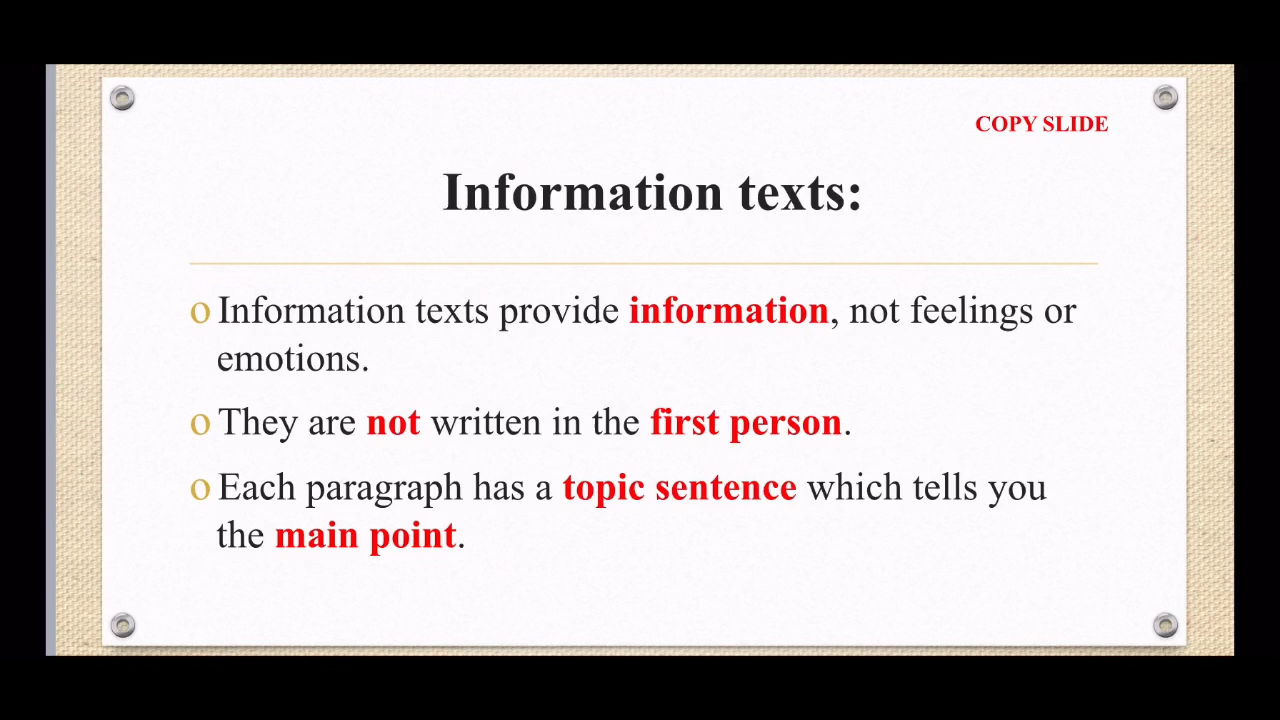 COPY SLIDE
Information texts:
o Information texts provide information, not feelings or
emotions.
o They are not written in the first person.
o Each paragraph has a topic sentence which tells you
the main point.